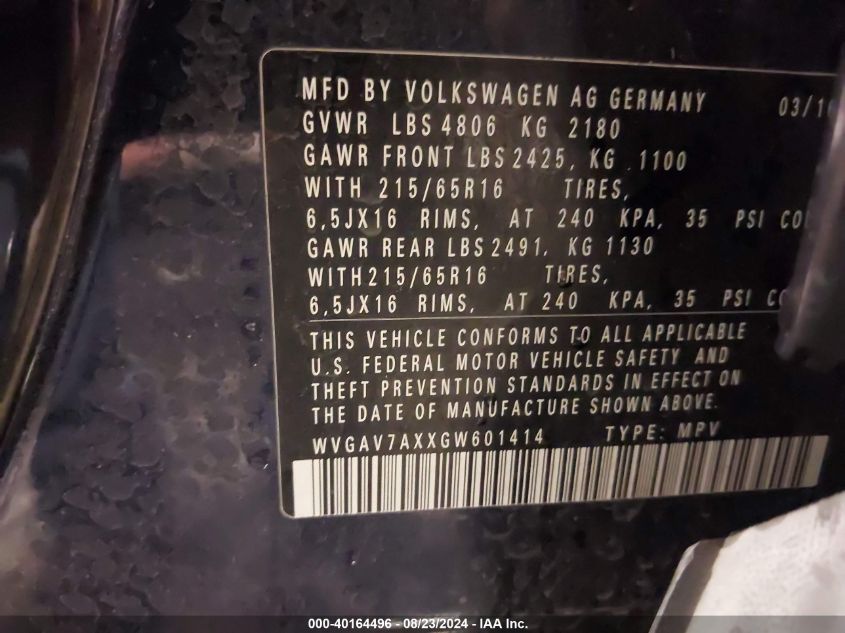 MFD BY VOLKSWAGEN AG GERMANY 03/1
GVWR LBS 4806 KG 2180
GAWR FRONT LBS 2425, KG 1100
WITH 215/65R16 TIRES,
6,5JX16 RIMS, AT 240 KPA, 35 PSI
GAWR REAR LBS 2491, KG 1130
WITH 215/65R16 TIRES,
6,5JX16 RIMS, AT 240 KPA, 35 PSI
THIS VEHICLE CONFORMS TO ALL APPLICABLE
U.S. FEDERAL MOTOR VEHICLE SAFETY AND
THEFT PREVENTION STANDARDS IN EFFECT ON
THE DATE OF MANUFACTURE SHOWN ABOVE.
WVGAV7AXXGW601414 TYPE: MPV
000-40164496 - 08/23/2024 - IAA Inc.